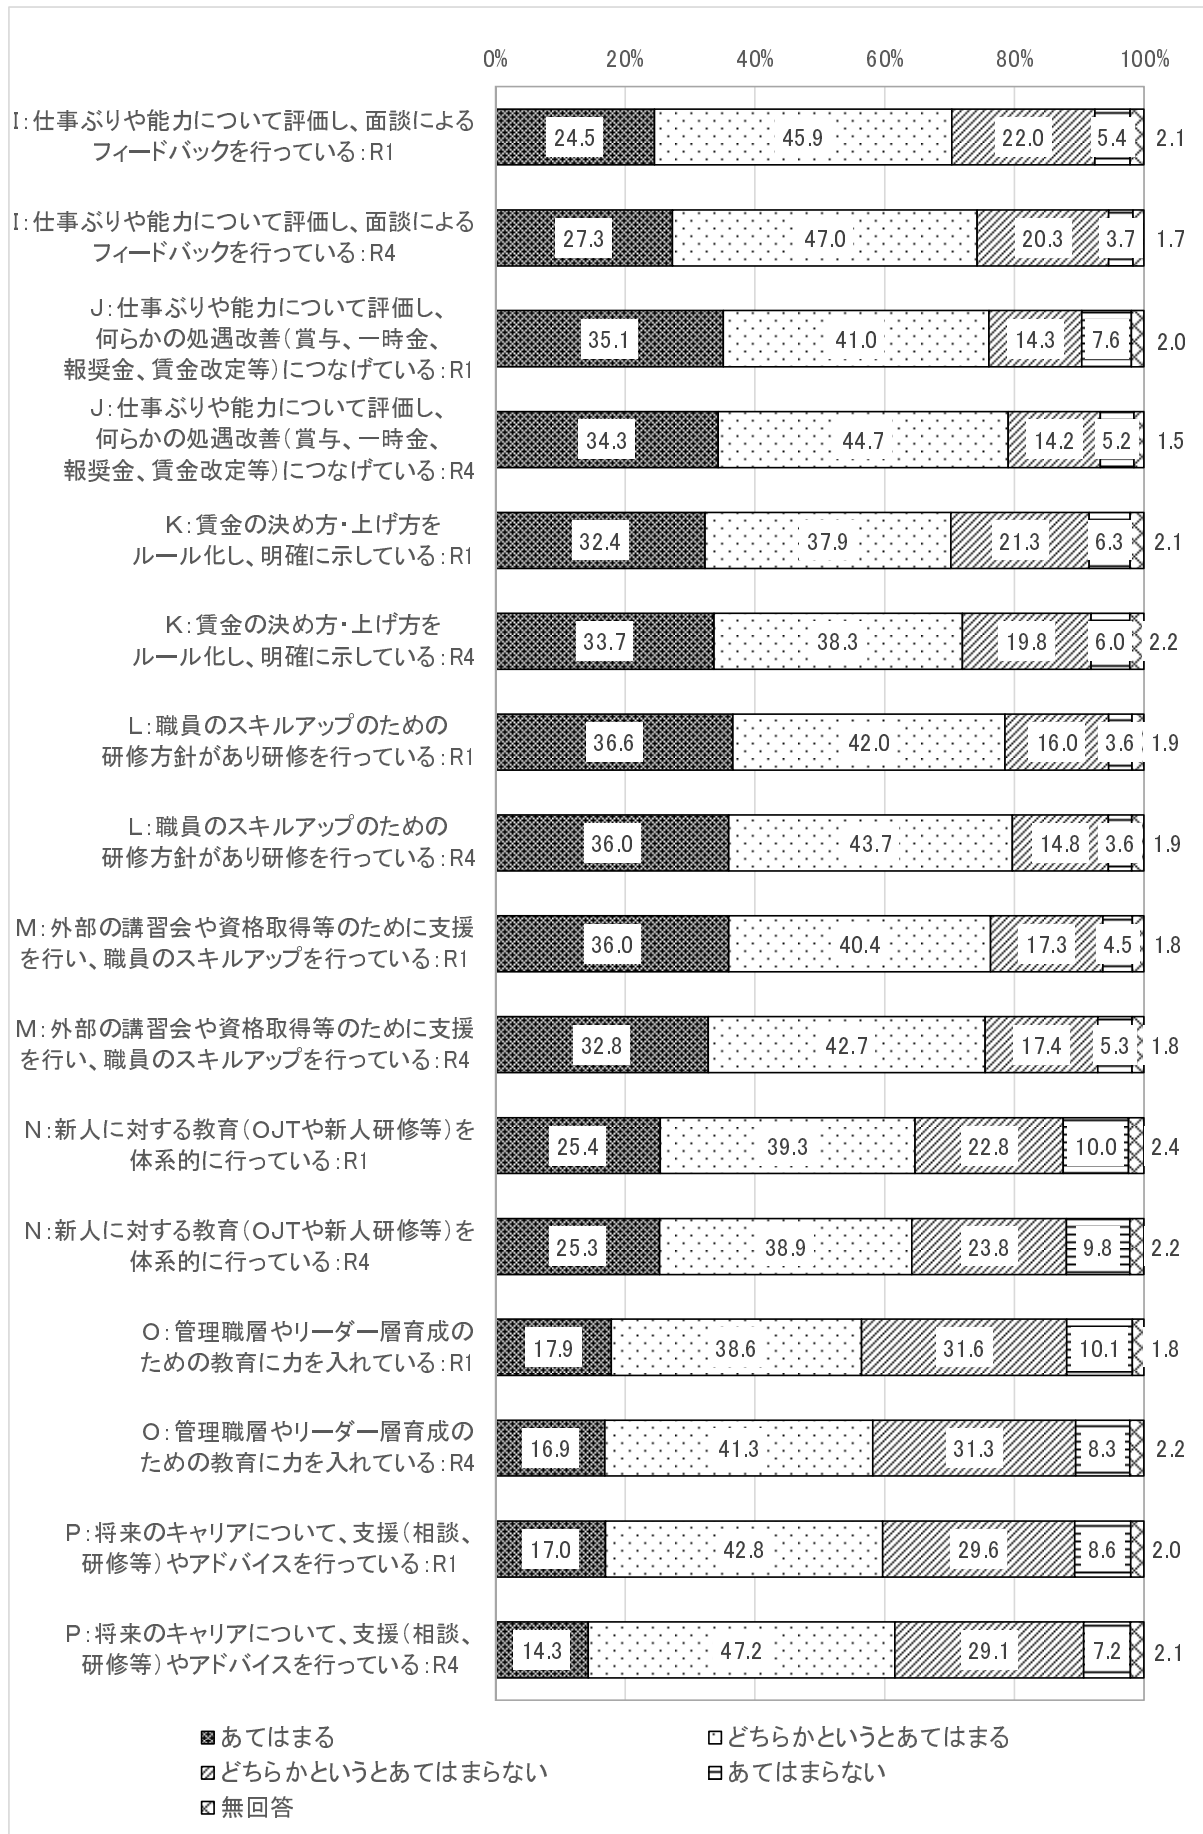 0% 20% 40% 60% 80% 100%
I:仕事ぶりや能力について評価し、面談による
フィードバックを行っている:R1
24.5 45.9 22.0 5.4 2.1
I:仕事ぶりや能力について評価し、面談による
フィードバックを行っている:R4
27.3 47.0 20.3 3.7 1.7
J:仕事ぶりや能力について評価し、
何らかの処遇改善(賞与、一時金、
報奨金、賃金改定等)につなげている:R1
35.1 41.0 14.3 7.6 2.0
J:仕事ぶりや能力について評価し、
何らかの処遇改善(賞与、一時金、
報奨金、賃金改定等)につなげている:R4
34.3 44.7 14.2 5.2 1.5
K:賃金の決め方・上げ方を
ルール化し、明確に示している:R1
32.4 37.9 21.3 6.3 2.1
K:賃金の決め方・上げ方を
ルール化し、明確に示している:R4
33.7 38.3 19.8 6.0 2.2
L:職員のスキルアップのための
研修方針があり研修を行っている:R1
36.6 42.0 16.0 3.6 1.9
L:職員のスキルアップのための
研修方針があり研修を行っている:R4
36.0 43.7 14.8 3.6 1.9
M:外部の講習会や資格取得等のために支援
を行い、職員のスキルアップを行っている:R1
36.0 40.4 17.3 4.5 1.8
M:外部の講習会や資格取得等のために支援
を行い、職員のスキルアップを行っている:R4
32.8 42.7 17.4 5.3 1.8
N:新人に対する教育(OJTや新人研修等)を
体系的に行っている:R1
25.4 39.3 22.8 10.0 2.4
N:新人に対する教育(OJTや新人研修等)を
体系的に行っている:R4
25.3 38.9 23.8 9.8 2.2
O:管理職層やリーダー層育成の
ための教育に力を入れている:R1
17.9 38.6 31.6 10.1 1.8
O:管理職層やリーダー層育成の
ための教育に力を入れている:R4
16.9 41.3 31.3 8.3 2.2
P:将来のキャリアについて、支援(相談、
研修等)やアドバイスを行っている:R1
17.0 42.8 29.6 8.6 2.0
P:将来のキャリアについて、支援(相談、
研修等)やアドバイスを行っている:R4
14.3 47.2 29.1 7.2 2.1
あてはまる どちらかというとあてはまる
どちらかというとあてはまらない あてはまらない
無回答